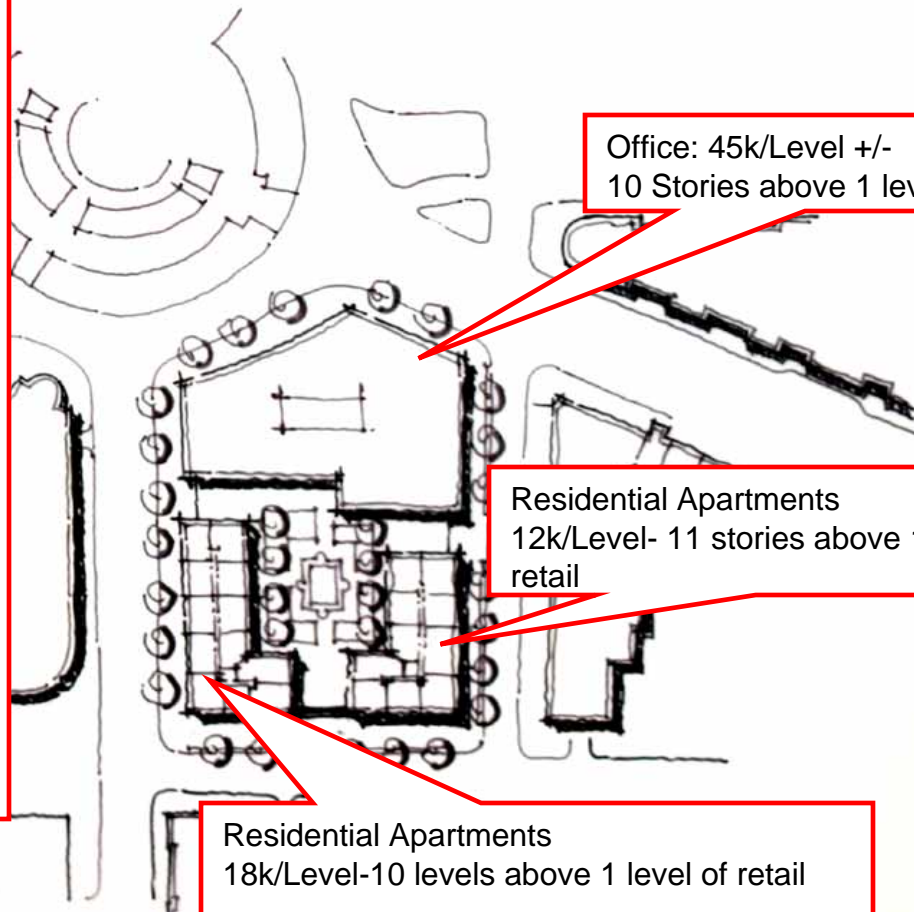 Office: 45k/Level +/-
10 Stories above 1
Residential Apartments
12k/Level- 11 stories above
retail
Residential Apartments
18k/Level-10 levels above 1 level of retail